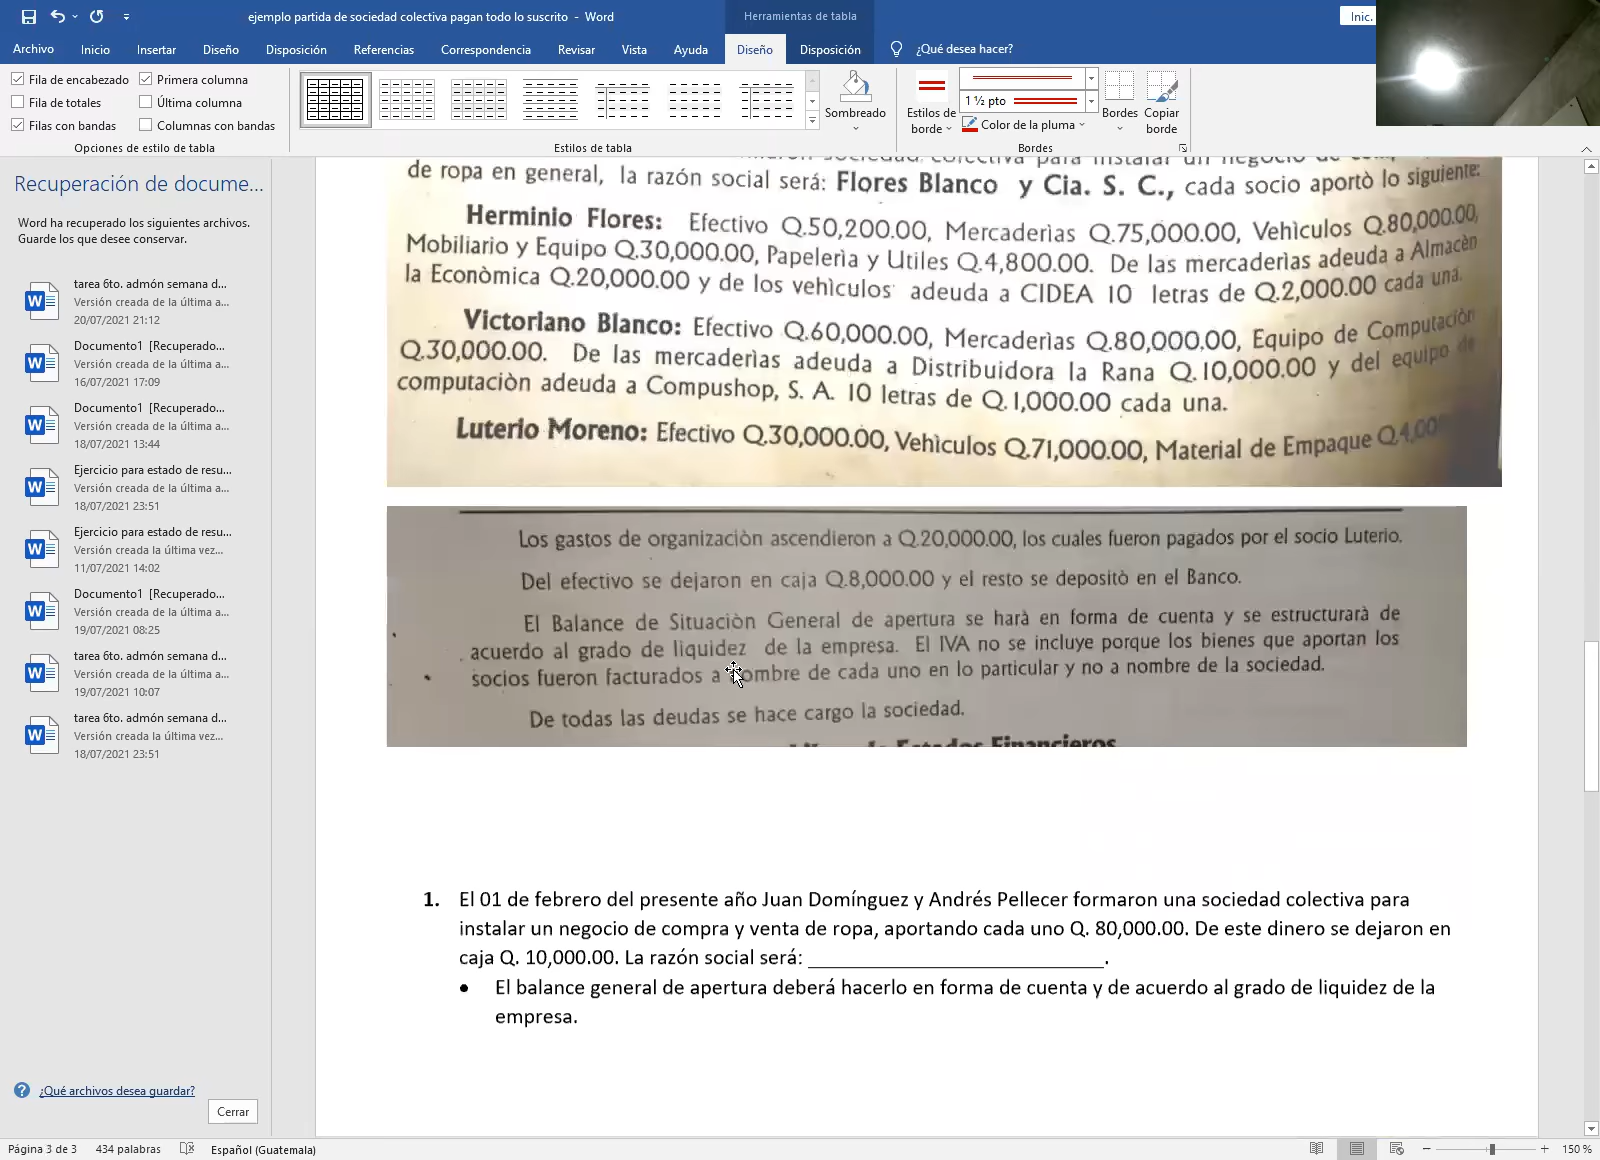 ejemplo partida de sociedad colectiva pagan todo lo suscrito - Word
Herramientas de tabla
Inic.
Archivo Inicio Insertar Diseño Disposición Referencias Correspondencia Revisar Vista Ayuda Diseño Disposición ¿Qué desea hacer?
Fila de encabezado Primera columna
Fila de totales Última columna
Filas con bandas Columnas con bandas
Opciones de estilo de tabla
Estilos de tabla
Sombreado
Estilos de borde
1 ½ pto
Color de la pluma
Bordes
Copiar borde
Bordes
Recuperación de docume...
Word ha recuperado los siguientes archivos.
Guarde los que desee conservar.
tarea 6to. admón semana d...
Versión creada de la última a...
20/07/2021 21:12
Documento1 [Recuperado...
Versión creada de la última a...
16/07/2021 17:09
Documento1 [Recuperado...
Versión creada de la última a...
18/07/2021 13:44
Ejercicio para estado de resu...
Versión creada de la última a...
18/07/2021 23:51
Ejercicio para estado de resu...
Versión creada la última vez...
11/07/2021 14:02
Documento1 [Recuperado...
Versión creada de la última a...
19/07/2021 08:25
tarea 6to. admón semana d...
Versión creada de la última a...
19/07/2021 10:07
tarea 6to. admón semana d...
Versión creada la última vez...
18/07/2021 23:51
¿Qué archivos desea guardar?
Cerrar
sociedad colectiva para instalar un negocio de
de ropa en general, la razón social será: Flores Blanco y Cia. S. C., cada socio aportò lo siguiente:
Herminio Flores: Efectivo Q.50,200.00, Mercaderìas Q.75,000.00, Vehìculos Q.80,000.00,
Mobiliario y Equipo Q.30,000.00, Papelerìa y Utiles Q.4,800.00. De las mercaderìas adeuda a Almacèn
la Econòmica Q.20,000.00 y de los vehìculos adeuda a CIDEA 10 letras de Q.2,000.00 cada una.
Victoriano Blanco: Efectivo Q.60,000.00, Mercaderìas Q.80,000.00, Equipo de Computaciòn
Q.30,000.00. De las mercaderìas adeuda a Distribuidora la Rana Q.10,000.00 y del equipo de
computaciòn adeuda a Compushop, S. A. 10 letras de Q.1,000.00 cada una.
Luterio Moreno: Efectivo Q.30,000.00, Vehìculos Q.71,000.00, Material de Empaque
Los gastos de organizaciòn ascendieron a Q.20,000.00, los cuales fueron pagados por el socio Luterio.
Del efectivo se dejaron en caja Q.8,000.00 y el resto se depositò en el Banco.
El Balance de Situaciòn General de apertura se harà en forma de cuenta y se estructurarà de
acuerdo al grado de liquidez de la empresa. El IVA no se incluye porque los bienes que aportan los
socios fueron facturados a nombre de cada uno en lo particular y no a nombre de la sociedad.
De todas las deudas se hace cargo la sociedad.
de Estados Financieros
1. El 01 de febrero del presente año Juan Domínguez y Andrés Pellecer formaron una sociedad colectiva para
instalar un negocio de compra y venta de ropa, aportando cada uno Q. 80,000.00. De este dinero se dejaron en
caja Q. 10,000.00. La razón social será: ____________________________.
• El balance general de apertura deberá hacerlo en forma de cuenta y de acuerdo al grado de liquidez de la
empresa.
Página 3 de 3 434 palabras Español (Guatemala) 150 %